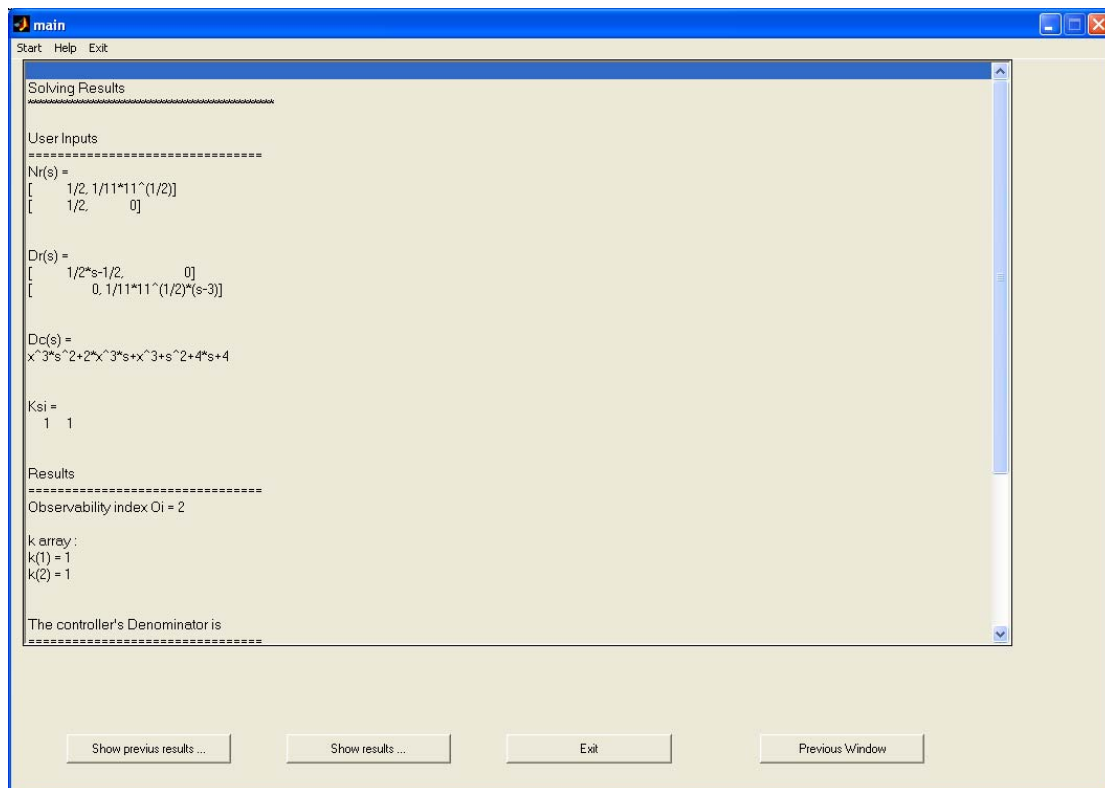 main
Start Help Exit
Solving Results
**************************************************
User Inputs
================================
Nr(s) =
[ 1/2, 1/11*11^(1/2)]
[ 1/2, 0]
Dr(s) =
[ 1/2*s-1/2, 0]
[ 0, 1/11*11^(1/2)*(s-3)]
Dc(s) =
x^3*s^2+2*x^3*s+x^3+s^2+4*s+4
Ksi =
1 1
Results
================================
Observability index Oi = 2
k array :
k(1) = 1
k(2) = 1
The controller's Denominator is
================================
Show previus results ...
Show results ...
Exit
Previous Window